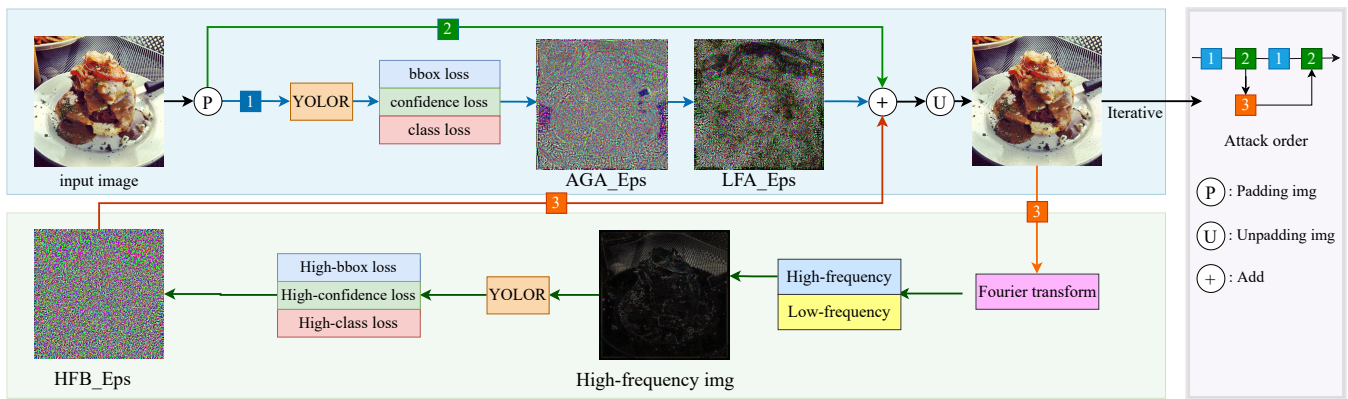 2
1
2
1
2
3
P
1
YOLOR
bbox loss
confidence loss
class loss
+
U
Iterative
Attack order
input image
AGA_Eps
LFA_Eps
P : Padding img
3
3
U : Unpadding img
+ : Add
High-bbox loss
High-confidence loss
High-class loss
YOLOR
High-frequency
Low-frequency
Fourier transform
HFB_Eps
High-frequency img